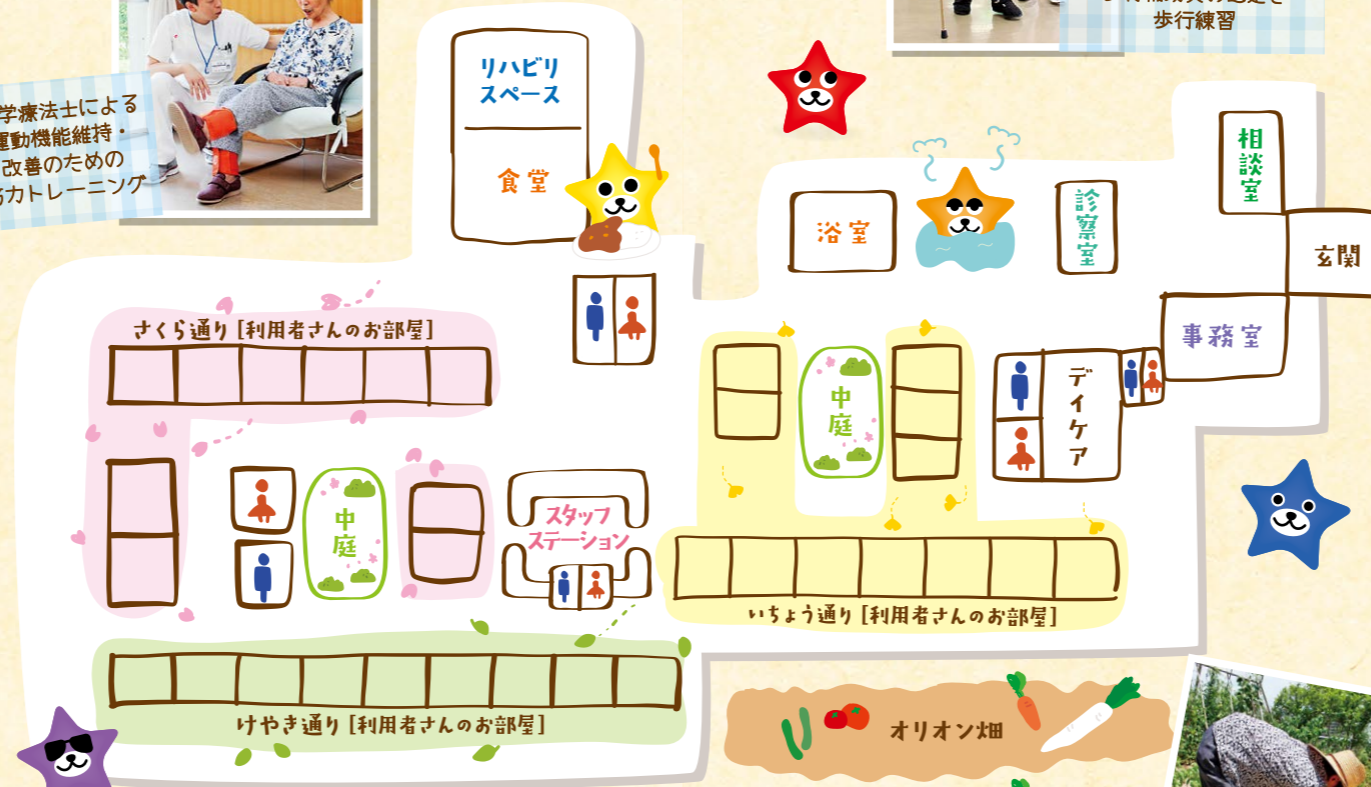 歩行練習
学療法士による
運動機能維持・
改善のための
筋力トレーニング
リハビリ
スペース
食堂
浴室
診察室
相談室
玄関
事務室
デイケア
さくら通り［利用者さんのお部屋］
中庭
中庭
スタッフ
ステーション
いちょう通り［利用者さんのお部屋］
けやき通り［利用者さんのお部屋］
オリオン畑